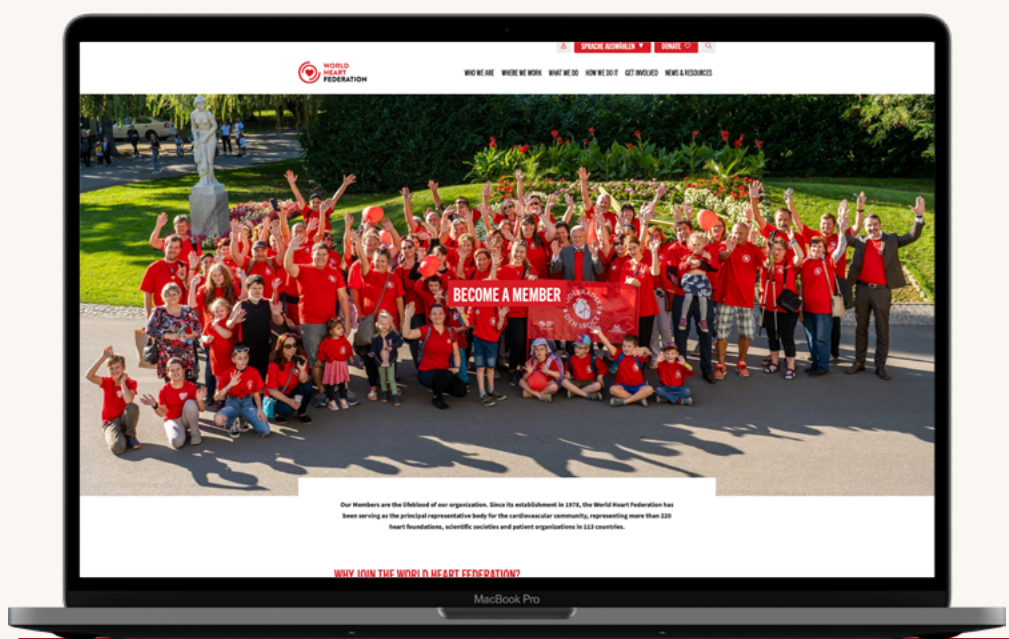 SPRACHE AUSWÄHLEN
DONATE
WORLD
HEART
FEDERATION
WHO WE ARE WHERE WE WORK WHAT WE DO HOW WE DO IT GET INVOLVED NEWS & RESOURCES
BECOME A MEMBER
DEN SRDCE
Our Members are the lifeblood of our organization. Since its establishment in 1978, the World Heart Federation has
been serving as the principal representative body for the cardiovascular community, representing more than 220
heart foundations, scientific societies and patient organizations in 113 countries.
WHY JOIN THE WORLD HEART FEDERATION?
MacBook Pro